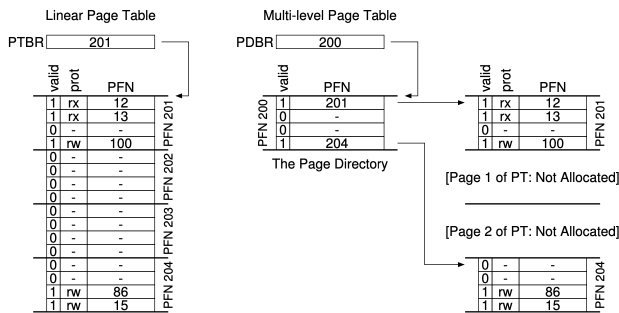 Linear Page Table
PTBR 201
valid prot PFN
1 rx 12
1 rx 13
0 - -
1 rw 100
PFN 201
0 - -
0 - -
0 - -
0 - -
PFN 202
0 - -
0 - -
0 - -
0 - -
PFN 203
0 - -
0 - -
1 rw 86
1 rw 15
PFN 204
Multi-level Page Table
PDBR 200
valid PFN
1 201
0 -
0 -
1 204
PFN 200
The Page Directory
valid prot PFN
1 rx 12
1 rx 13
0 - -
1 rw 100
PFN 201
[Page 1 of PT: Not Allocated]
[Page 2 of PT: Not Allocated]
0 - -
0 - -
1 rw 86
1 rw 15
PFN 204